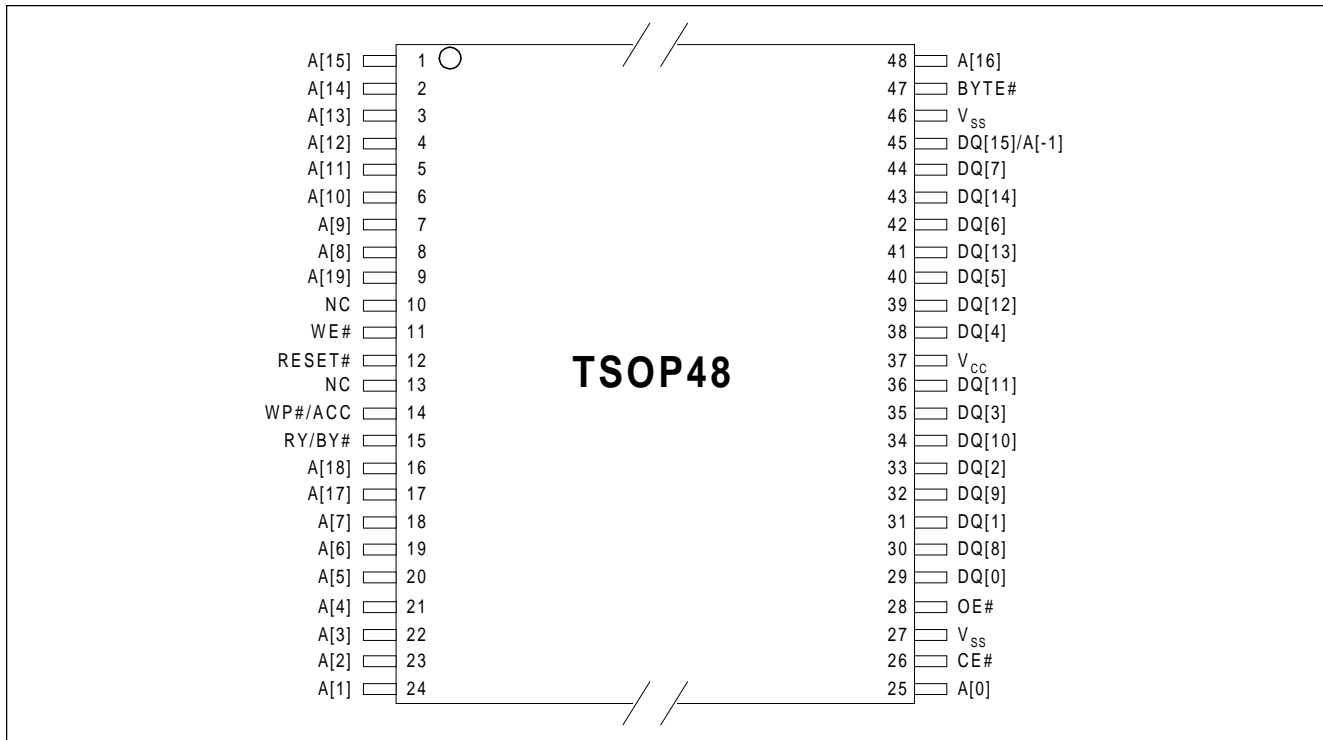 A[15] 1 48 A[16]
A[14] 2 47 BYTE#
A[13] 3 46 VSS
A[12] 4 45 DQ[15]/A[-1]
A[11] 5 44 DQ[7]
A[10] 6 43 DQ[14]
A[9] 7 42 DQ[6]
A[8] 8 41 DQ[13]
A[19] 9 40 DQ[5]
NC 10 39 DQ[12]
WE# 11 38 DQ[4]
RESET# 12 37 VCC
TSOP48
NC 13 36 DQ[11]
WP#/ACC 14 35 DQ[3]
RY/BY# 15 34 DQ[10]
A[18] 16 33 DQ[2]
A[17] 17 32 DQ[9]
A[7] 18 31 DQ[1]
A[6] 19 30 DQ[8]
A[5] 20 29 DQ[0]
A[4] 21 28 OE#
A[3] 22 27 VSS
A[2] 23 26 CE#
A[1] 24 25 A[0]